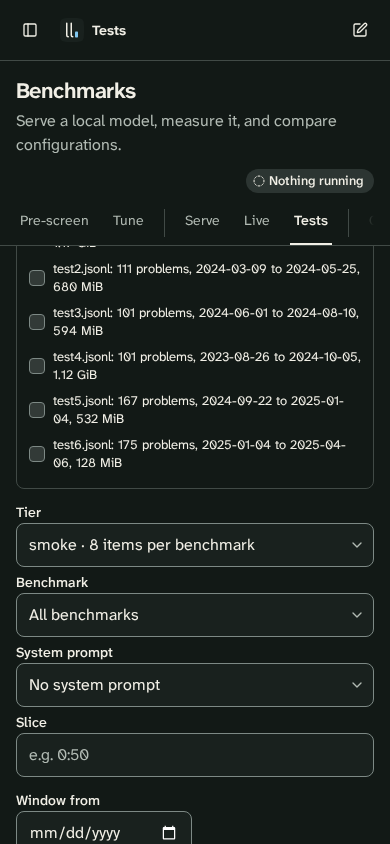 Tests
Benchmarks
Serve a local model, measure it, and compare
configurations.
Nothing running
Pre-screen Tune Serve Live Tests
test2.jsonl: 111 problems, 2024-03-09 to 2024-05-25,
680 MiB
test3.jsonl: 101 problems, 2024-06-01 to 2024-08-10,
594 MiB
test4.jsonl: 101 problems, 2023-08-26 to 2024-10-05,
1.12 GiB
test5.jsonl: 167 problems, 2024-09-22 to 2025-01-
04, 532 MiB
test6.jsonl: 175 problems, 2025-01-04 to 2025-04-
06, 128 MiB
Tier
smoke · 8 items per benchmark
Benchmark
All benchmarks
System prompt
No system prompt
Slice
e.g. 0:50
Window from
mm/dd/yyyy